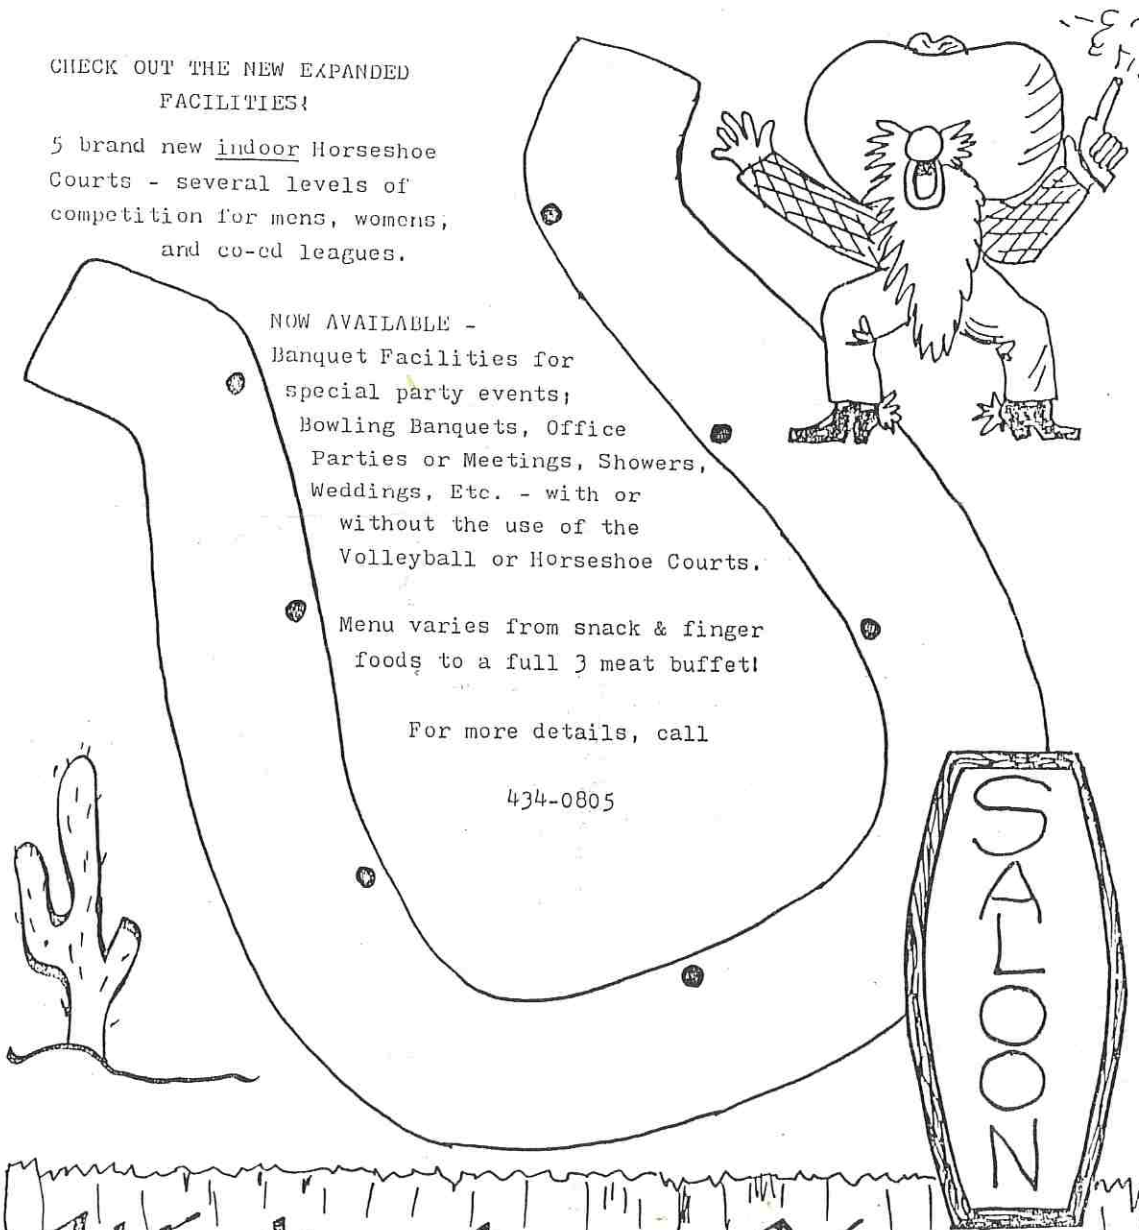 CHECK OUT THE NEW EXPANDED
FACILITIES!
5 brand new indoor Horseshoe
Courts - several levels of
competition for mens, womens,
and co-ed leagues.
NOW AVAILABLE -
Banquet Facilities for
special party events;
Bowling Banquets, Office
Parties or Meetings, Showers,
Weddings, Etc. - with or
without the use of the
Volleyball or Horseshoe Courts.
Menu varies from snack & finger
foods to a full 3 meat buffet!
For more details, call
434-0805
SALOON